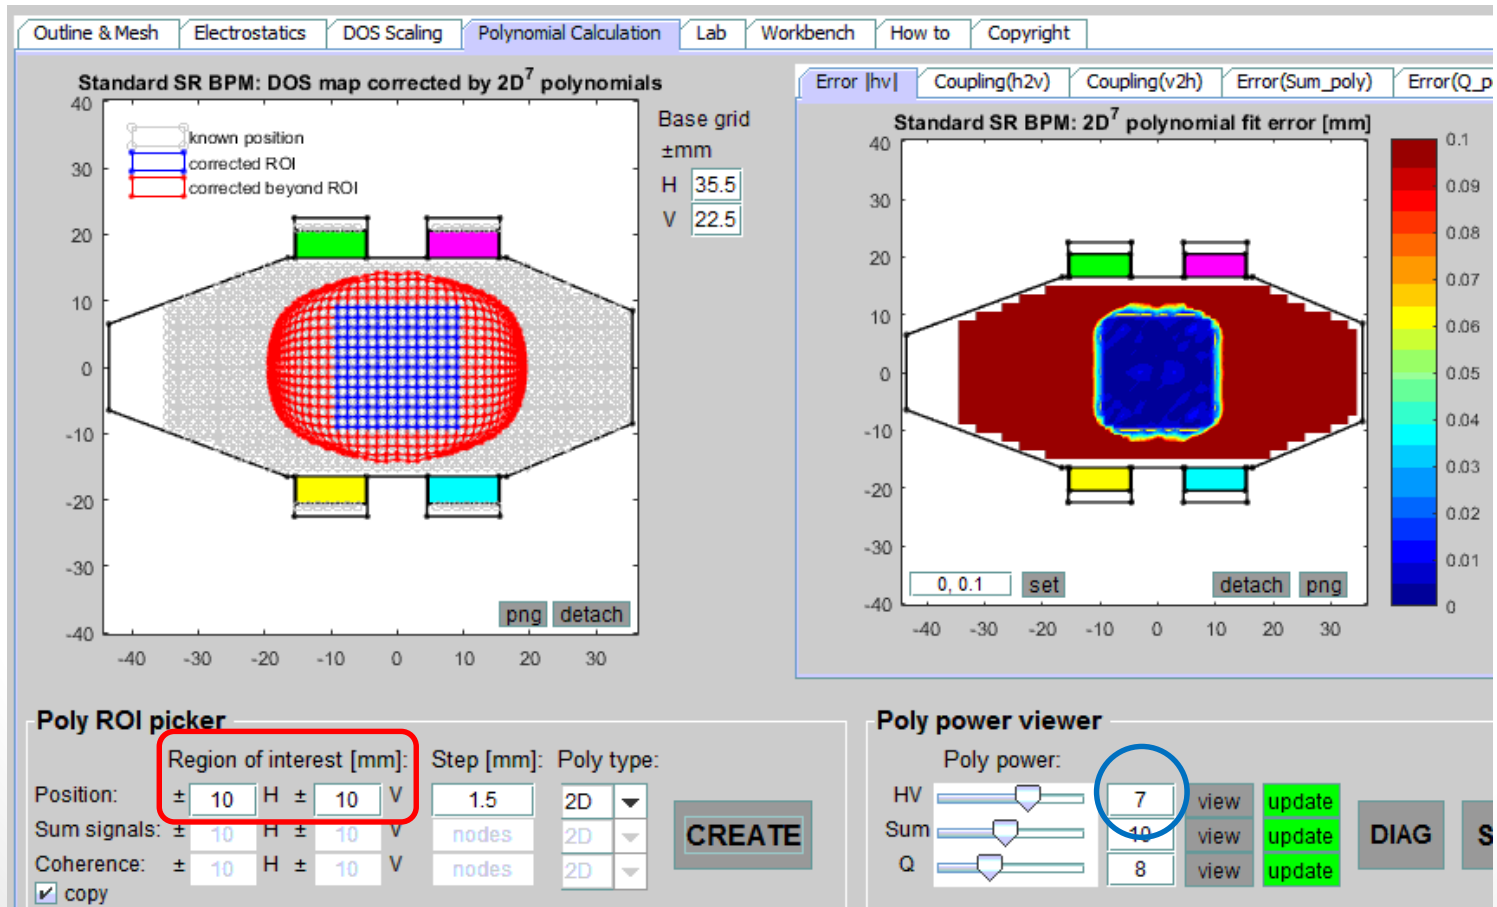 Outline & Mesh Electrostatics DOS Scaling Polynomial Calculation Lab Workbench How to Copyright
Standard SR BPM: DOS map corrected by 2D⁷ polynomials
known position
corrected ROI
corrected beyond ROI
40
30
20
10
0
-10
-20
-30
-40
-40 -30 -20 -10 0 10 20 30
png detach
Base grid
±mm
H 35.5
V 22.5
Error |hv| Coupling(h2v) Coupling(v2h) Error(Sum_poly) Error(Q_p
Standard SR BPM: 2D⁷ polynomial fit error [mm]
40
30
20
10
0
-10
-20
-30
-40
-40 -30 -20 -10 0 10 20 30
0, 0.1 set detach png
0.1
0.09
0.08
0.07
0.06
0.05
0.04
0.03
0.02
0.01
0
Poly ROI picker
Region of interest [mm]: Step [mm]: Poly type:
Position: ± 10 H ± 10 V 1.5 2D
Sum signals: ± 10 H ± 10 V nodes 2D
Coherence: ± 10 H ± 10 V nodes 2D
copy
CREATE
Poly power viewer
Poly power:
HV 7 view update
Sum 10 view update
Q 8 view update
DIAG S